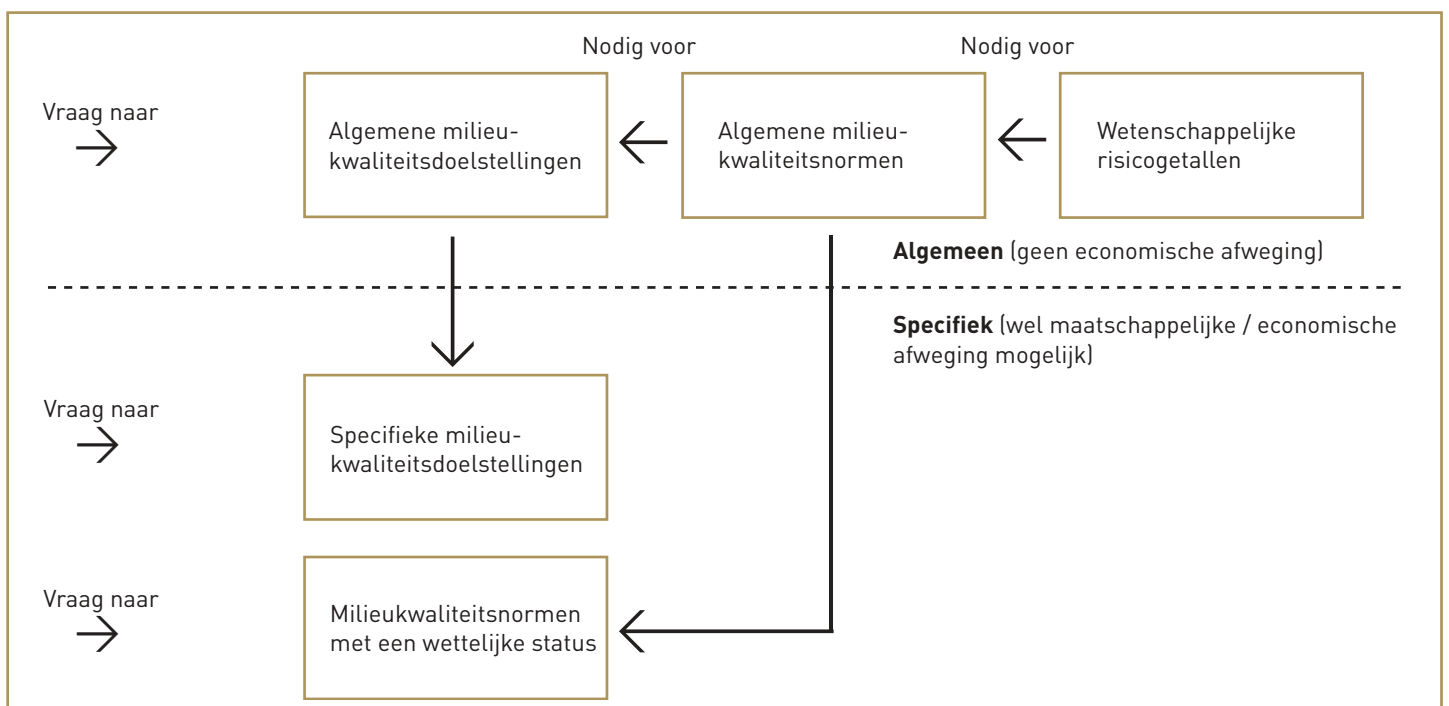 Nodig voor
Nodig voor
Vraag naar
Algemene milieu-
kwaliteitsdoelstellingen
Algemene milieu-
kwaliteitsnormen
Wetenschappelijke
risicogetallen
Algemeen (geen economische afweging)
Specifiek (wel maatschappelijke / economische
afweging mogelijk)
Vraag naar
Specifieke milieu-
kwaliteitsdoelstellingen
Vraag naar
Milieukwaliteitsnormen
met een wettelijke status